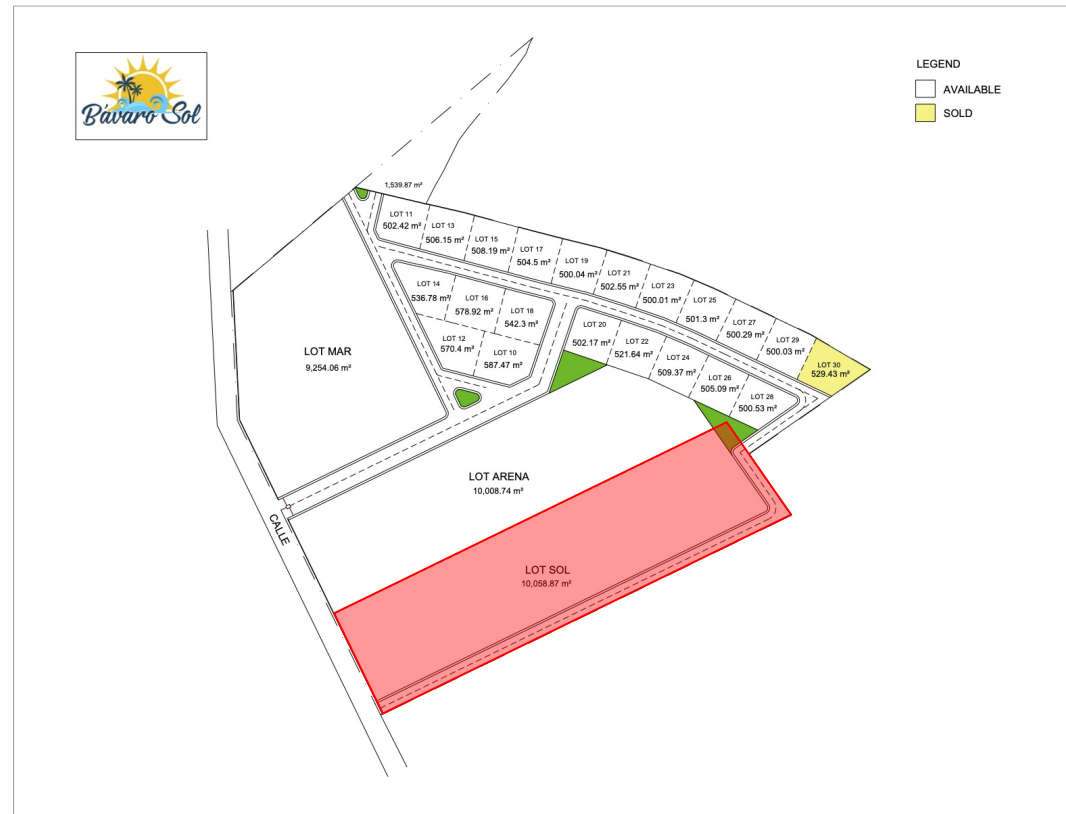 Bávaro Sol
LEGEND
AVAILABLE
SOLD
1,539.87 m²
LOT 11
502.42 m²
LOT 13
506.15 m²
LOT 15
508.19 m²
LOT 17
504.5 m²
LOT 19
500.04 m²
LOT 21
502.55 m²
LOT 23
500.01 m²
LOT 25
501.3 m²
LOT 27
500.29 m²
LOT 29
500.03 m²
LOT 30
529.43 m²
LOT 14
536.78 m²
LOT 16
578.92 m²
LOT 18
542.3 m²
LOT 12
570.4 m²
LOT 10
587.47 m²
LOT 20
502.17 m²
LOT 22
521.64 m²
LOT 24
509.37 m²
LOT 26
505.09 m²
LOT 28
500.53 m²
LOT MAR
9,254.06 m²
LOT ARENA
10,008.74 m²
CALLE
LOT SOL
10,058.87 m²